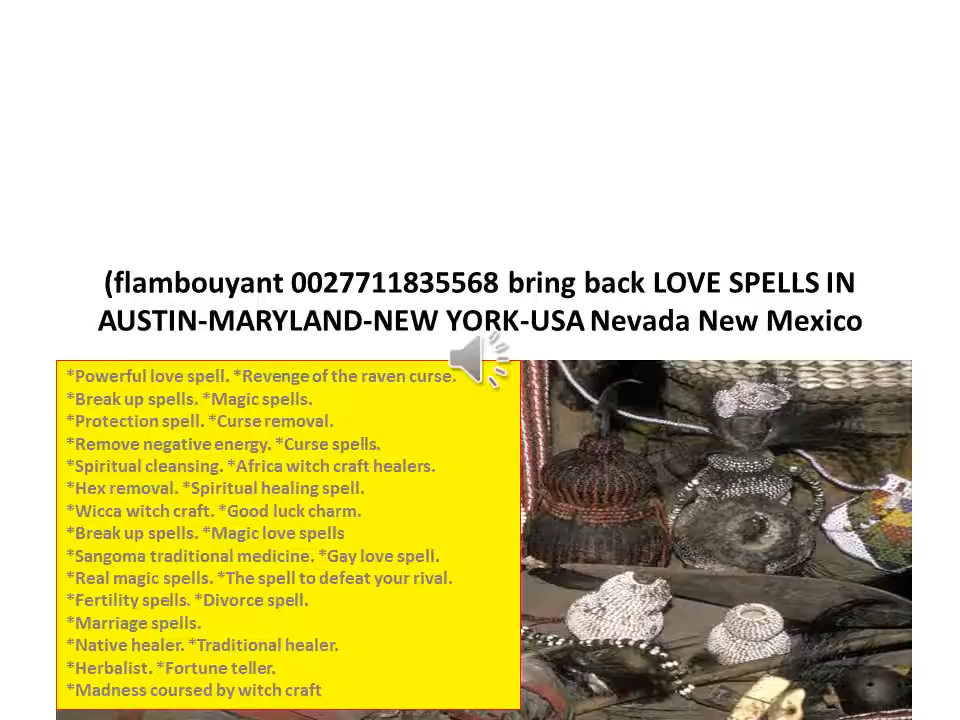 (flambouyant 0027711835568 bring back LOVE SPELLS IN
AUSTIN-MARYLAND-NEW YORK-USA Nevada New Mexico
*Powerful love spell. *Revenge of the raven curse.
*Break up spells. *Magic spells.
*Protection spell. *Curse removal.
*Remove negative energy. *Curse spells.
*Spiritual cleansing. *Africa witch craft healers.
*Hex removal. *Spiritual healing spell.
*Wicca witch craft. *Good luck charm.
*Break up spells. *Magic love spells
*Sangoma traditional medicine. *Gay love spell.
*Real magic spells. *The spell to defeat your rival.
*Fertility spells. *Divorce spell.
*Marriage spells.
*Native healer. *Traditional healer.
*Herbalist. *Fortune teller.
*Madness coursed by witch craft